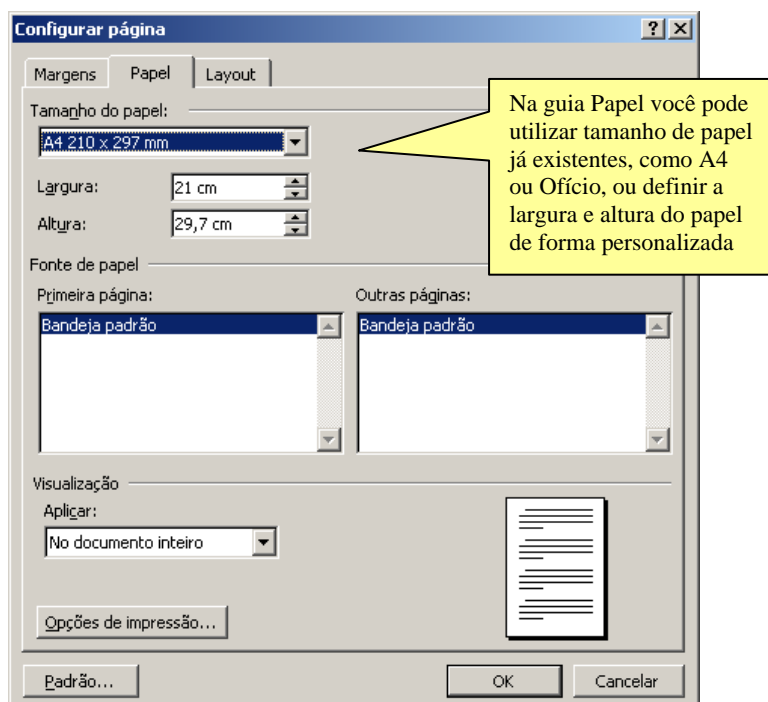 Configurar página
Margens Papel Layout
Tamanho do papel:
A4 210 x 297 mm
Largura: 21 cm
Altura: 29,7 cm
Na guia Papel você pode
utilizar tamanho de papel
já existentes, como A4
ou Ofício, ou definir a
largura e altura do papel
de forma personalizada
Fonte de papel
Primeira página: Outras páginas:
Bandeja padrão Bandeja padrão
Visualização
Aplicar:
No documento inteiro
Opções de impressão...
Padrão... OK Cancelar